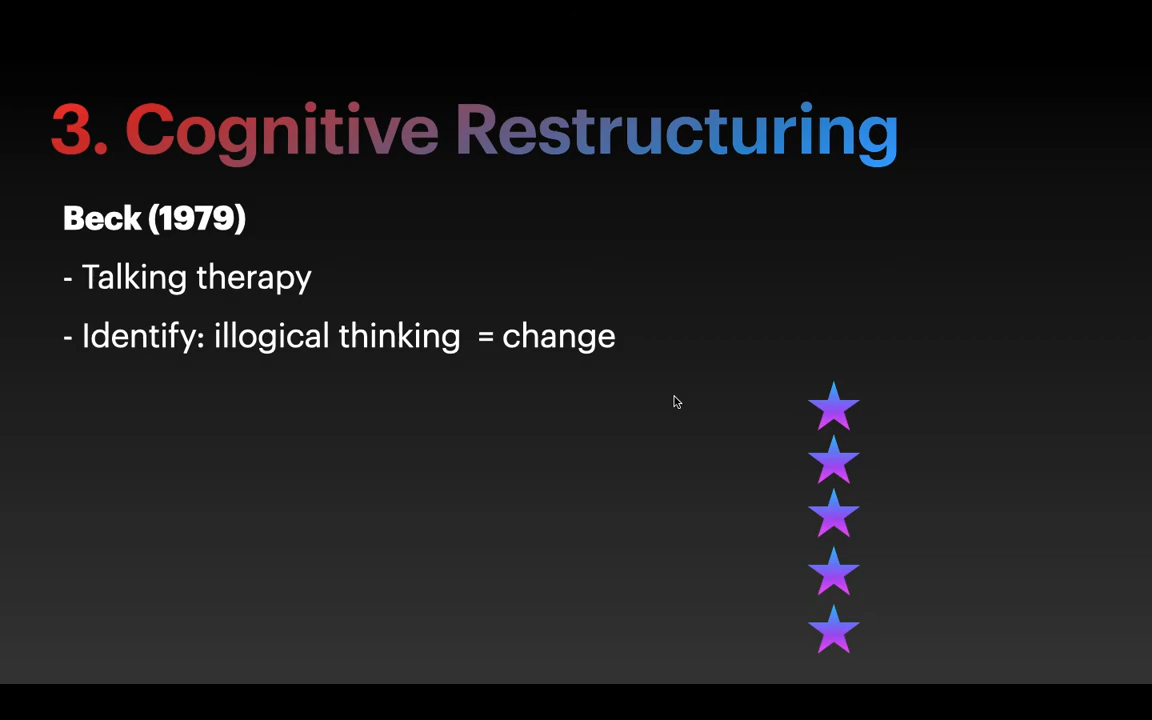 3. Cognitive Restructuring
Beck (1979)
- Talking therapy
- Identify: illogical thinking = change